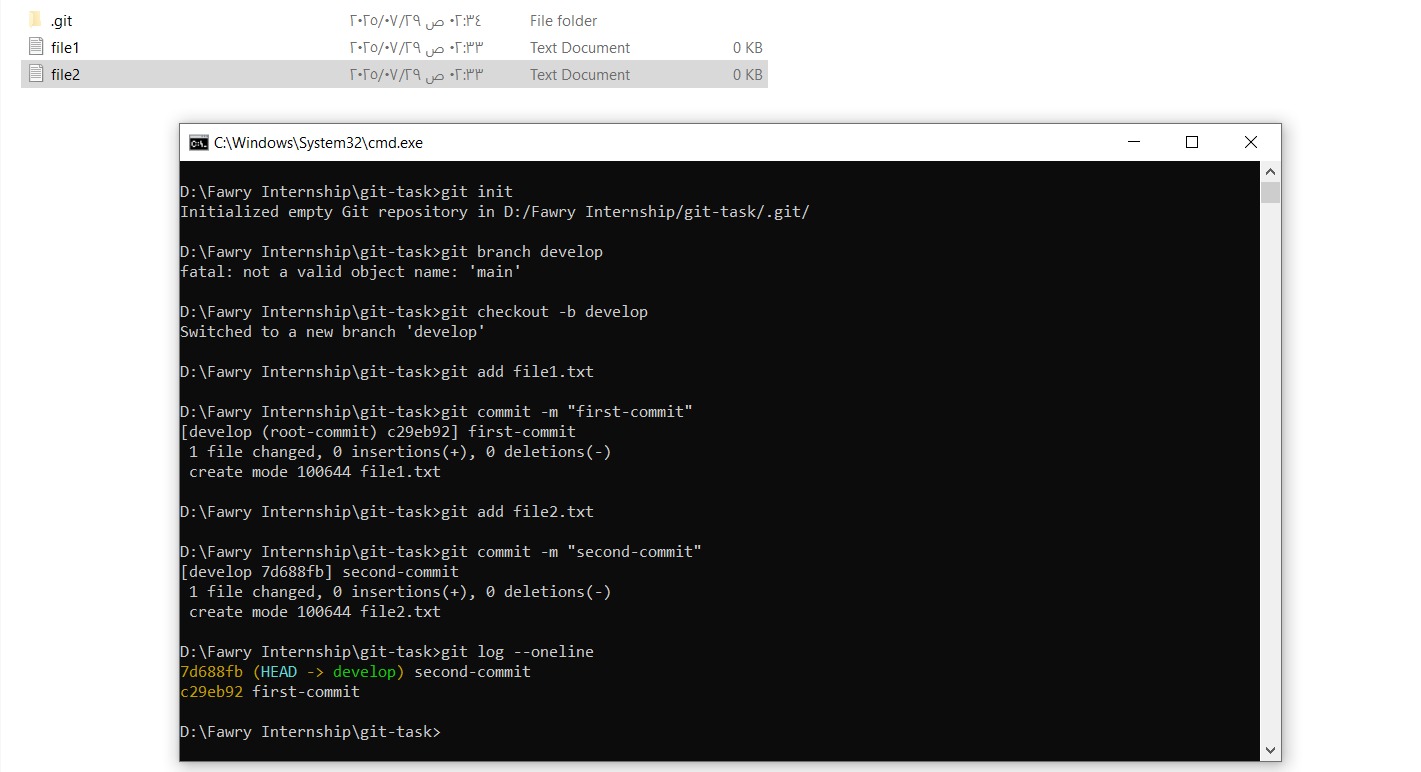 .git ٢٠٢٥/٠٧/٢٩ ص ٠٢:٣٤ File folder
file1 ٢٠٢٥/٠٧/٢٩ ص ٠٢:٣٣ Text Document 0 KB
file2 ٢٠٢٥/٠٧/٢٩ ص ٠٢:٣٣ Text Document 0 KB
C:\Windows\System32\cmd.exe
D:\Fawry Internship\git-task>git init
Initialized empty Git repository in D:/Fawry Internship/git-task/.git/
D:\Fawry Internship\git-task>git branch develop
fatal: not a valid object name: 'main'
D:\Fawry Internship\git-task>git checkout -b develop
Switched to a new branch 'develop'
D:\Fawry Internship\git-task>git add file1.txt
D:\Fawry Internship\git-task>git commit -m "first-commit"
[develop (root-commit) c29eb92] first-commit
 1 file changed, 0 insertions(+), 0 deletions(-)
 create mode 100644 file1.txt
D:\Fawry Internship\git-task>git add file2.txt
D:\Fawry Internship\git-task>git commit -m "second-commit"
[develop 7d688fb] second-commit
 1 file changed, 0 insertions(+), 0 deletions(-)
 create mode 100644 file2.txt
D:\Fawry Internship\git-task>git log --oneline
7d688fb (HEAD -> develop) second-commit
c29eb92 first-commit
D:\Fawry Internship\git-task>